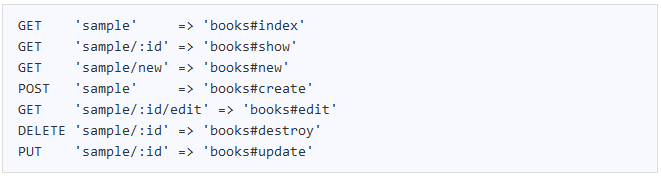 GET    'sample'     => 'books#index'
GET    'sample/:id' => 'books#show'
GET    'sample/new' => 'books#new'
POST   'sample'     => 'books#create'
GET    'sample/:id/edit' => 'books#edit'
DELETE 'sample/:id' => 'books#destroy'
PUT    'sample/:id' => 'books#update'